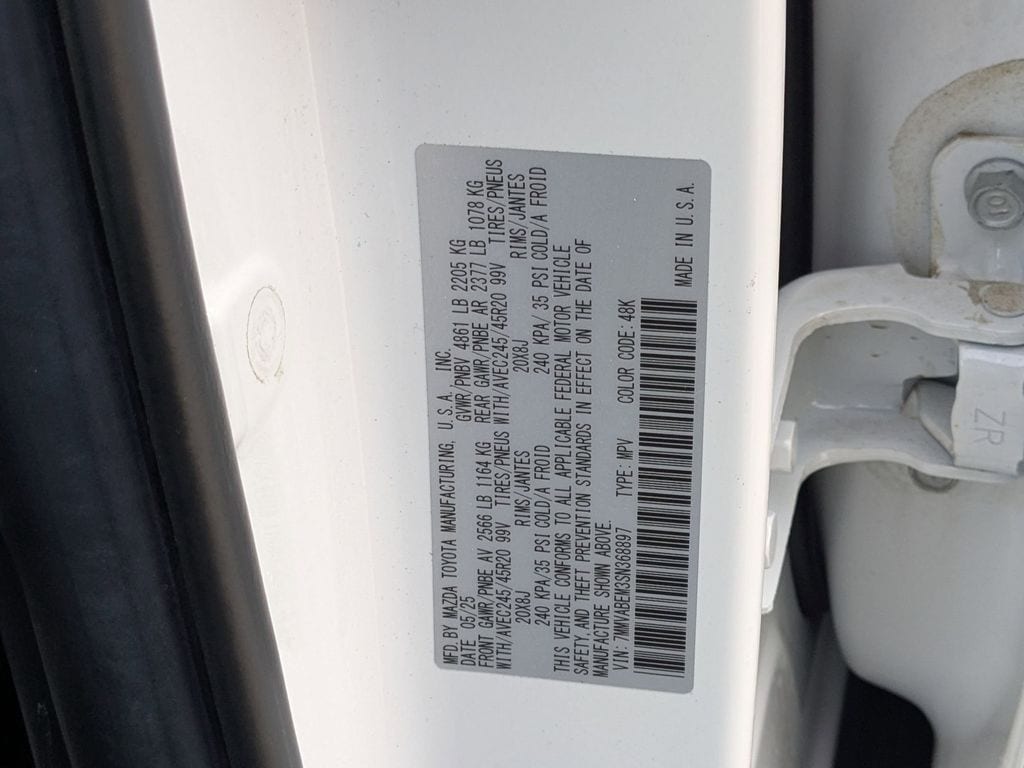 MFD.BY MAZDA TOYOTA MANUFACTURING, U.S.A., INC.
DATE 05/25 GVWR/PNBV 4861 LB 2205 KG
FRONT GAWR/PNBE AV 2566 LB 1164 KG REAR GAWR/PNBE AR 2377 LB 1078 KG
WITH/AVEC245/45R20 99V TIRES/PNEUS WITH/AVEC245/45R20 99V TIRES/PNEUS
20X8J RIMS/JANTES 20X8J RIMS/JANTES
240 KPA/35 PSI COLD/A FROID 240 KPA/35 PSI COLD/A FROID
THIS VEHICLE CONFORMS TO ALL APPLICABLE FEDERAL MOTOR VEHICLE
SAFETY, AND THEFT PREVENTION STANDARDS IN EFFECT ON THE DATE OF
MANUFACTURE SHOWN ABOVE.
VIN: 7MMVABEM3SN368897 TYPE: MPV COLOR CODE: 48K
MADE IN U.S.A.
ZR
10